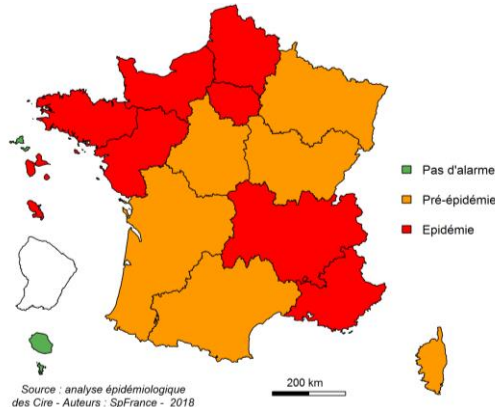 Pas d'alarme
Pré-épidémie
Epidémie
200 km
Source : analyse épidémiologique
des Cire - Auteurs : SpFrance - 2018